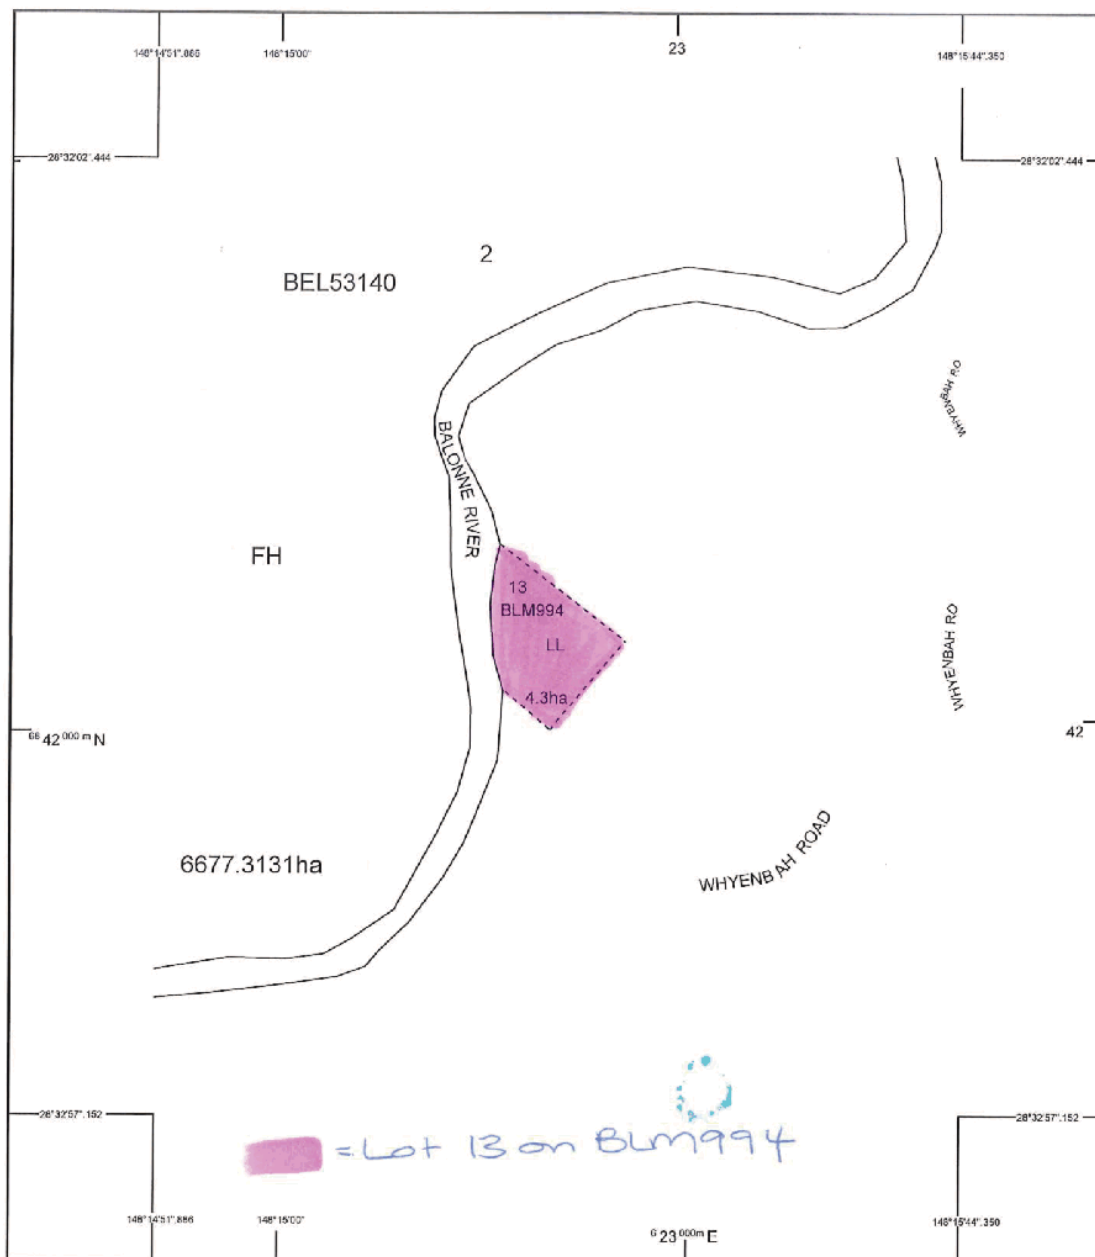 148°14'51".886
148°15'00"
23
148°15'44".350
28°32'02".444
28°32'02".444
2
BEL53140
WHYENBAH RO
BALONNE RIVER
FH
13
BLM994
LL
4.3ha
WHYENBAH RO
68 42 000 m N
42
6677.3131ha
WHYENBAH ROAD
28°32'57".152
28°32'57".152
= Lot 13 on BLM994
148°14'51".886
148°15'00"
6 23 000m E
148°15'44".350